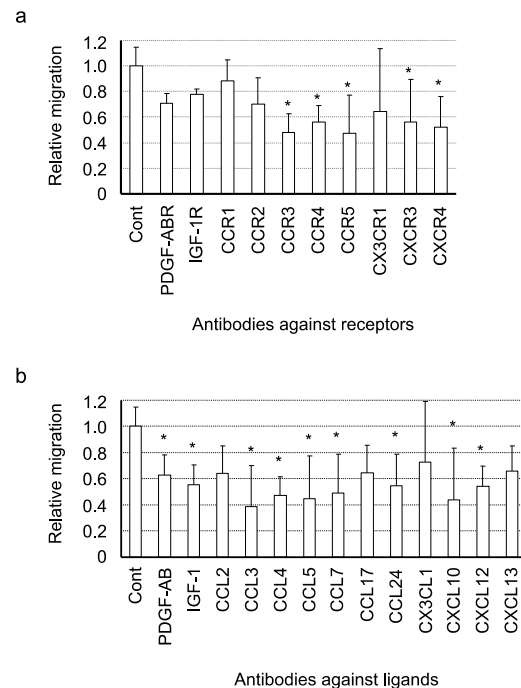 a
Relative migration
1.2
1.0
0.8
0.6
0.4
0.2
0
* * * * *
Cont
PDGF-ABR
IGF-1R
CCR1
CCR2
CCR3
CCR4
CCR5
CX3CR1
CXCR3
CXCR4
Antibodies against receptors
b
Relative migration
1.2
1.0
0.8
0.6
0.4
0.2
0
* * * * * * * * *
Cont
PDGF-AB
IGF-1
CCL2
CCL3
CCL4
CCL5
CCL7
CCL17
CCL24
CX3CL1
CXCL10
CXCL12
CXCL13
Antibodies against ligands